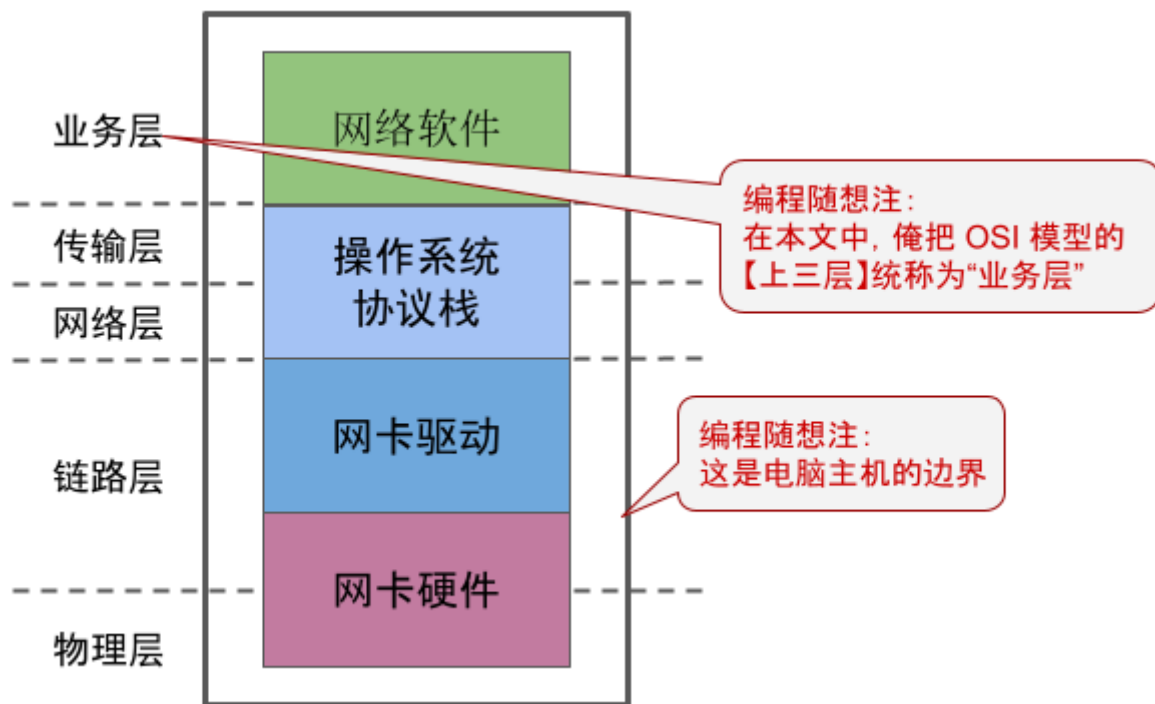 业务层
网络软件
编程随想注：
在本文中，俺把 OSI 模型的
【上三层】统称为“业务层”
传输层
操作系统
协议栈
网络层
网卡驱动
编程随想注：
这是电脑主机的边界
链路层
网卡硬件
物理层